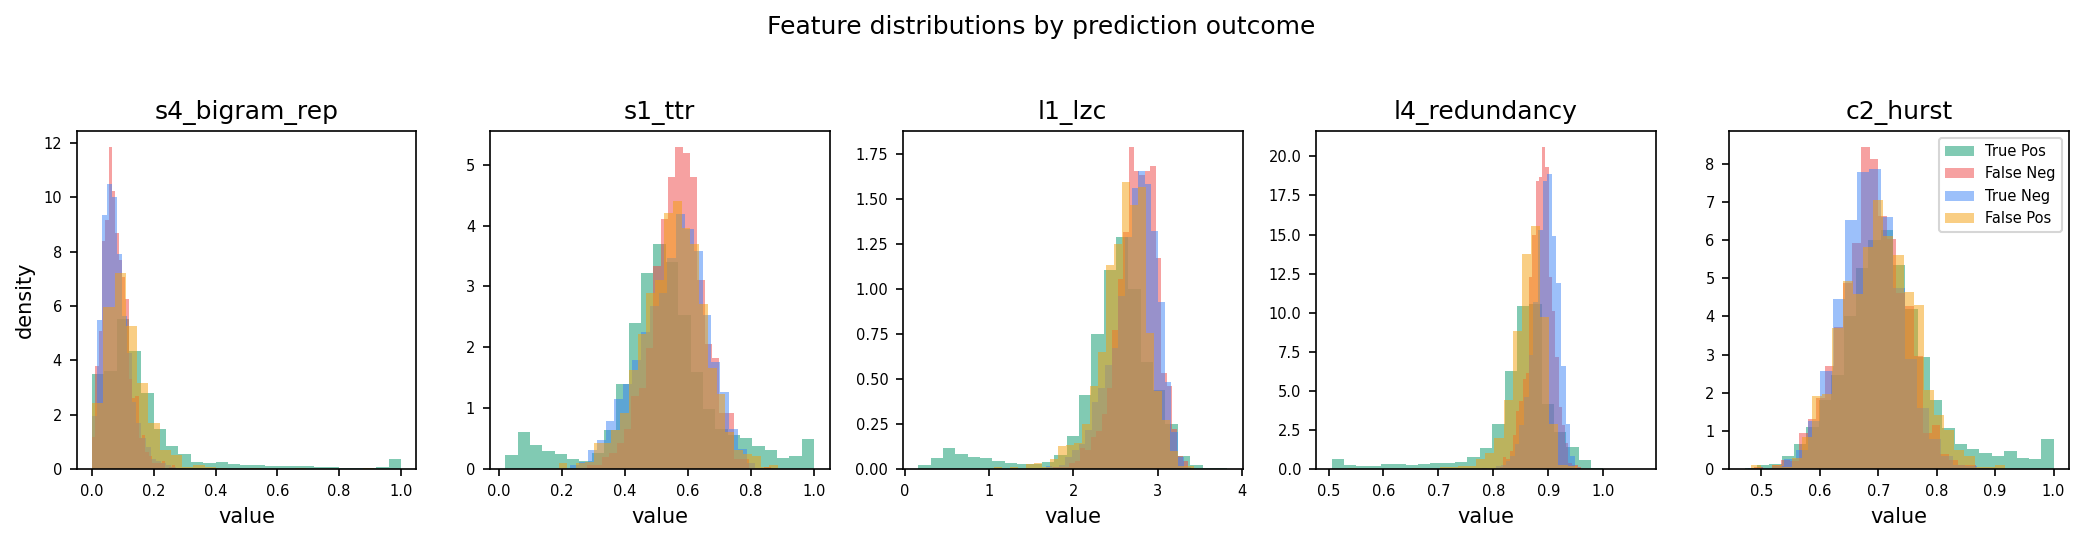 Feature distributions by prediction outcome
s4_bigram_rep
s1_ttr
l1_lzc
l4_redundancy
c2_hurst
density
12
10
8
6
4
2
0
0.0 0.2 0.4 0.6 0.8 1.0
value
5
4
3
2
1
0
0.0 0.2 0.4 0.6 0.8 1.0
value
1.75
1.50
1.25
1.00
0.75
0.50
0.25
0.00
0 1 2 3 4
value
20.0
17.5
15.0
12.5
10.0
7.5
5.0
2.5
0.0
0.5 0.6 0.7 0.8 0.9 1.0
value
8
7
6
5
4
3
2
1
0
0.5 0.6 0.7 0.8 0.9 1.0
value
True Pos
False Neg
True Neg
False Pos